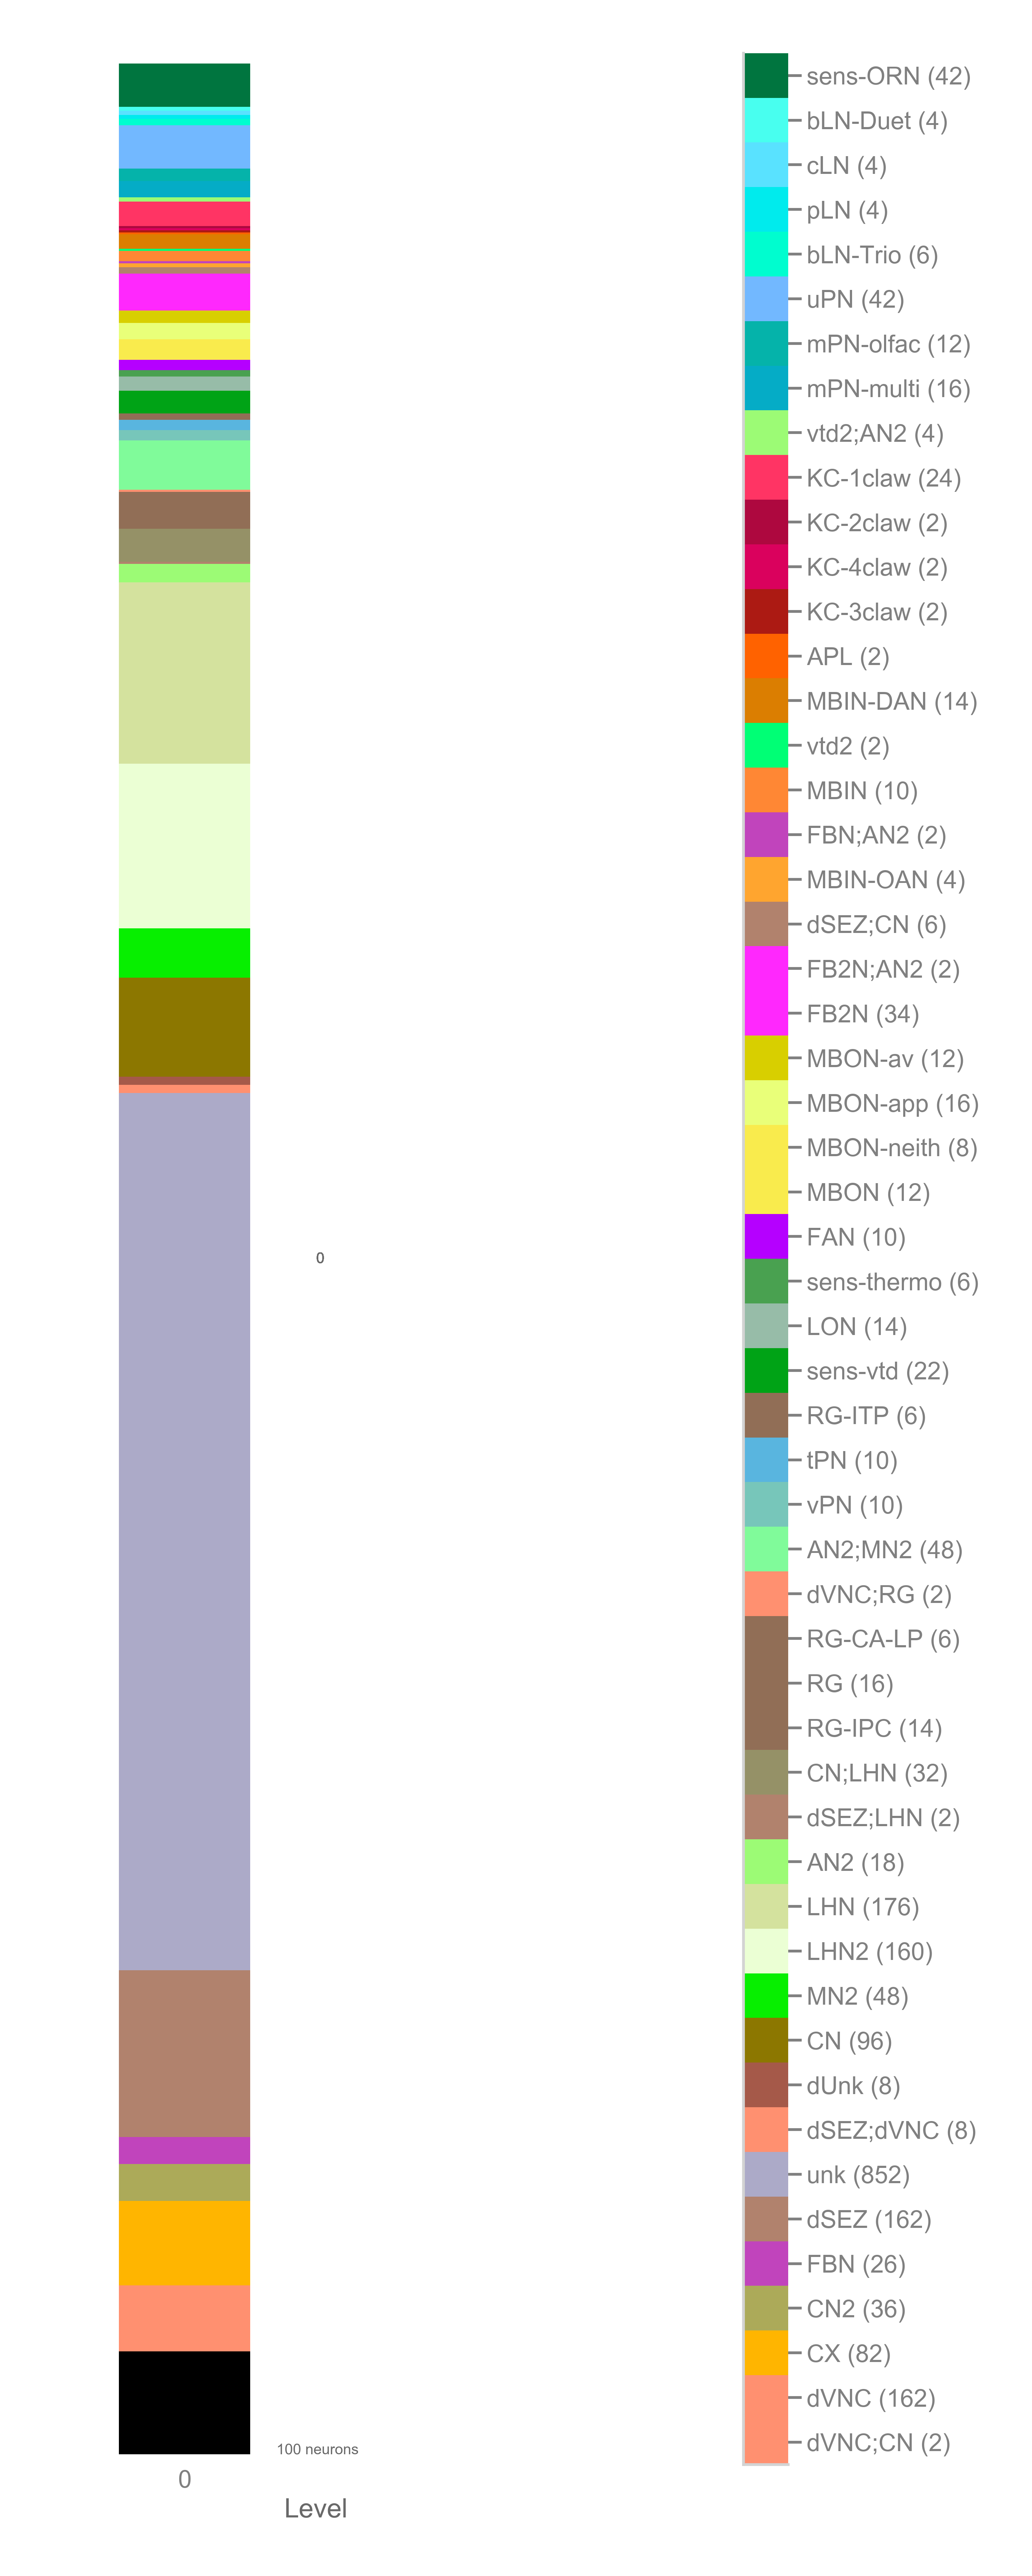 sens-ORN (42)
bLN-Duet (4)
cLN (4)
pLN (4)
bLN-Trio (6)
uPN (42)
mPN-olfac (12)
mPN-multi (16)
vtd2;AN2 (4)
KC-1claw (24)
KC-2claw (2)
KC-4claw (2)
KC-3claw (2)
APL (2)
MBIN-DAN (14)
vtd2 (2)
MBIN (10)
FBN;AN2 (2)
MBIN-OAN (4)
dSEZ;CN (6)
FB2N;AN2 (2)
FB2N (34)
MBON-av (12)
MBON-app (16)
MBON-neith (8)
MBON (12)
FAN (10)
0
sens-thermo (6)
LON (14)
sens-vtd (22)
RG-ITP (6)
tPN (10)
vPN (10)
AN2;MN2 (48)
dVNC;RG (2)
RG-CA-LP (6)
RG (16)
RG-IPC (14)
CN;LHN (32)
dSEZ;LHN (2)
AN2 (18)
LHN (176)
LHN2 (160)
MN2 (48)
CN (96)
dUnk (8)
dSEZ;dVNC (8)
unk (852)
dSEZ (162)
FBN (26)
CN2 (36)
CX (82)
dVNC (162)
dVNC;CN (2)
100 neurons
0
Level